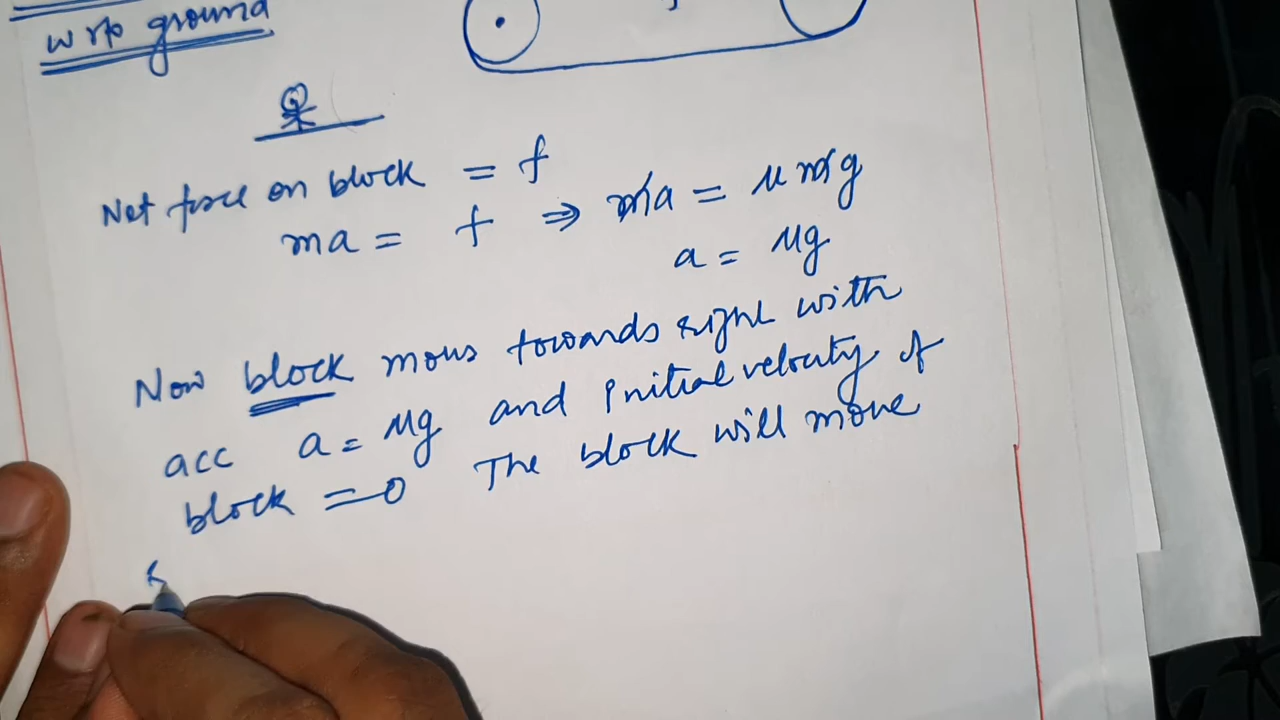 w r to ground
Net force on block = f
ma = f ⇒ ma = μ mg
a = μg
Now block moves towards right with
acc a = μg and Initial velocity of
block = 0 The block will move